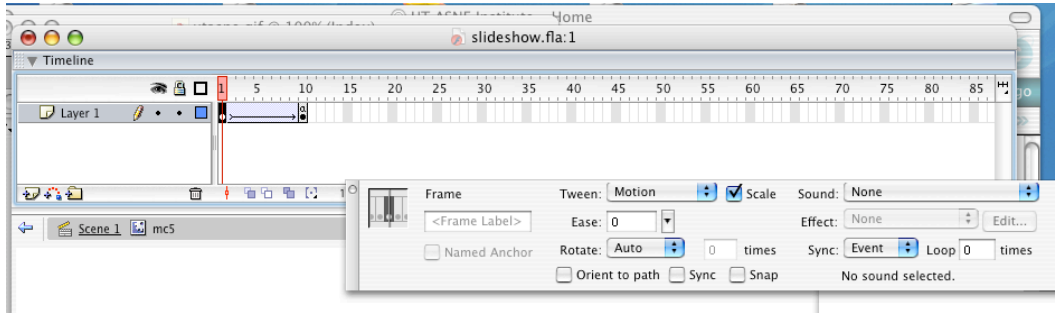 Home
slideshow.fla:1
Timeline
1 5 10 15 20 25 30 35 40 45 50 55 60 65 70 75 80 85
Layer 1
a
Frame Tween: Motion Scale Sound: None
<Frame Label> Ease: 0 Effect: None Edit...
Named Anchor Rotate: Auto 0 times Sync: Event Loop 0 times
Orient to path Sync Snap No sound selected.
Scene 1 mc5